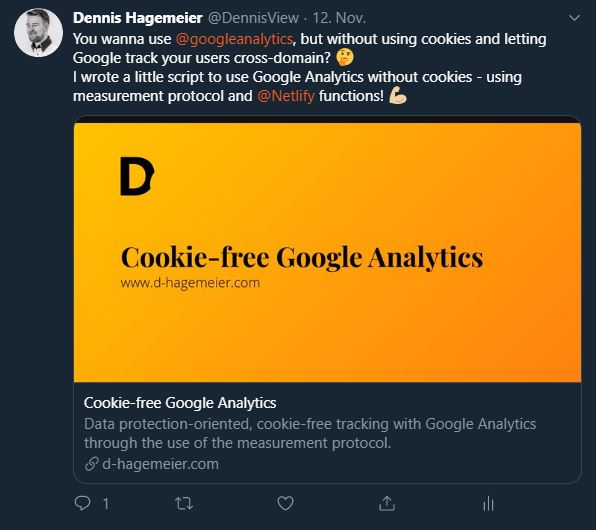 Dennis Hagemeier @DennisView · 12. Nov.
You wanna use @googleanalytics, but without using cookies and letting
Google track your users cross-domain? 🤔
I wrote a little script to use Google Analytics without cookies - using
measurement protocol and @Netlify functions! 💪🏻
D
Cookie-free Google Analytics
www.d-hagemeier.com
Cookie-free Google Analytics
Data protection-oriented, cookie-free tracking with Google Analytics
through the use of the measurement protocol.
d-hagemeier.com
1